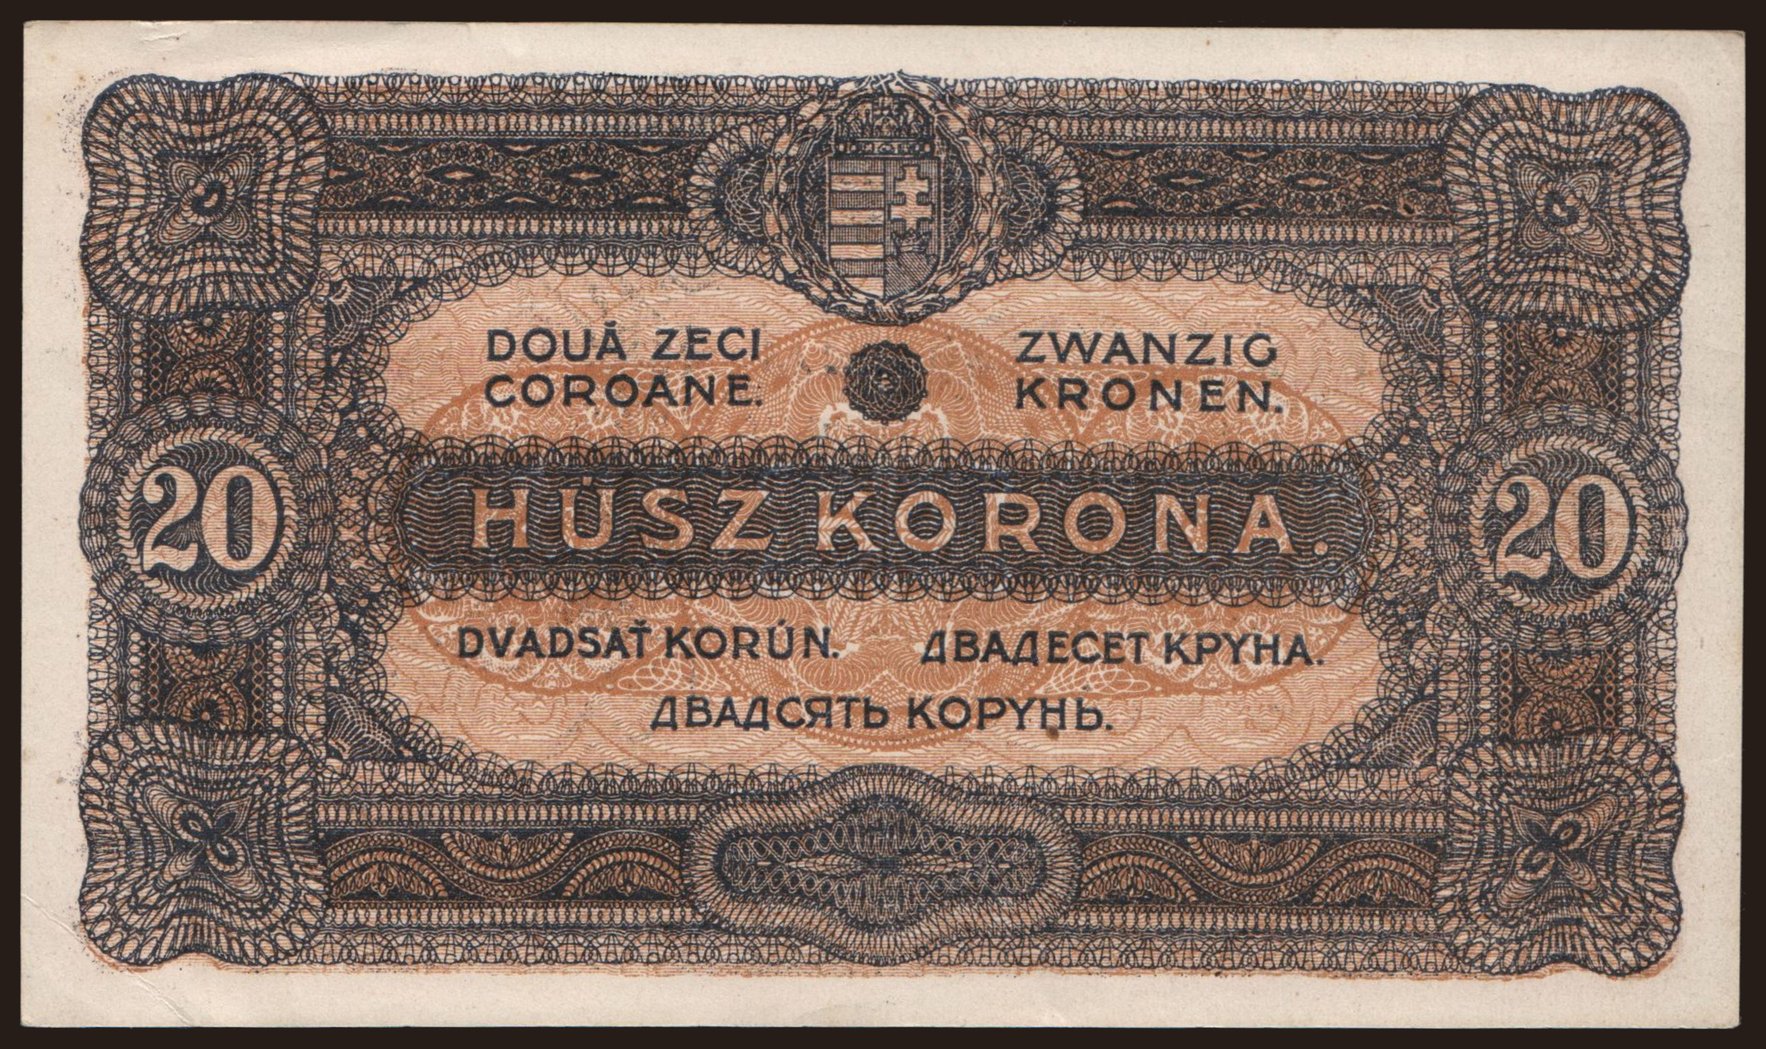 DOUĂ ZECI
COROANE.
ZWANZIG
KRONEN.
20
HÚSZ KORONA.
20
DVADSAŤ KORÚN.
ДВАДЕСЕТ КРУНА.
ДВАДСЯТЬ КОРУНЬ.